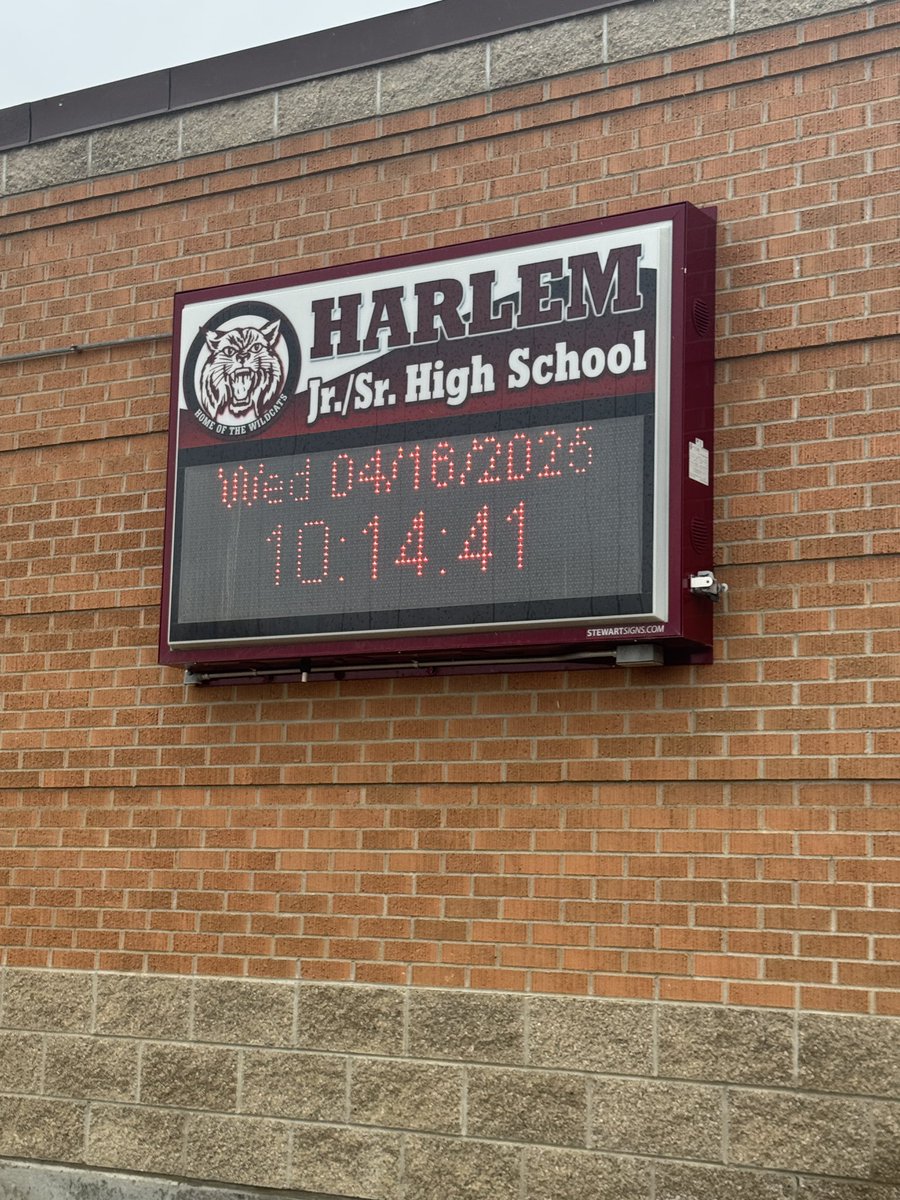 HARLEM
Jr./Sr. High School
HOME OF THE WILDCATS
Wed 04/16/2025
10:14:41
STEWARTSIGNS.COM